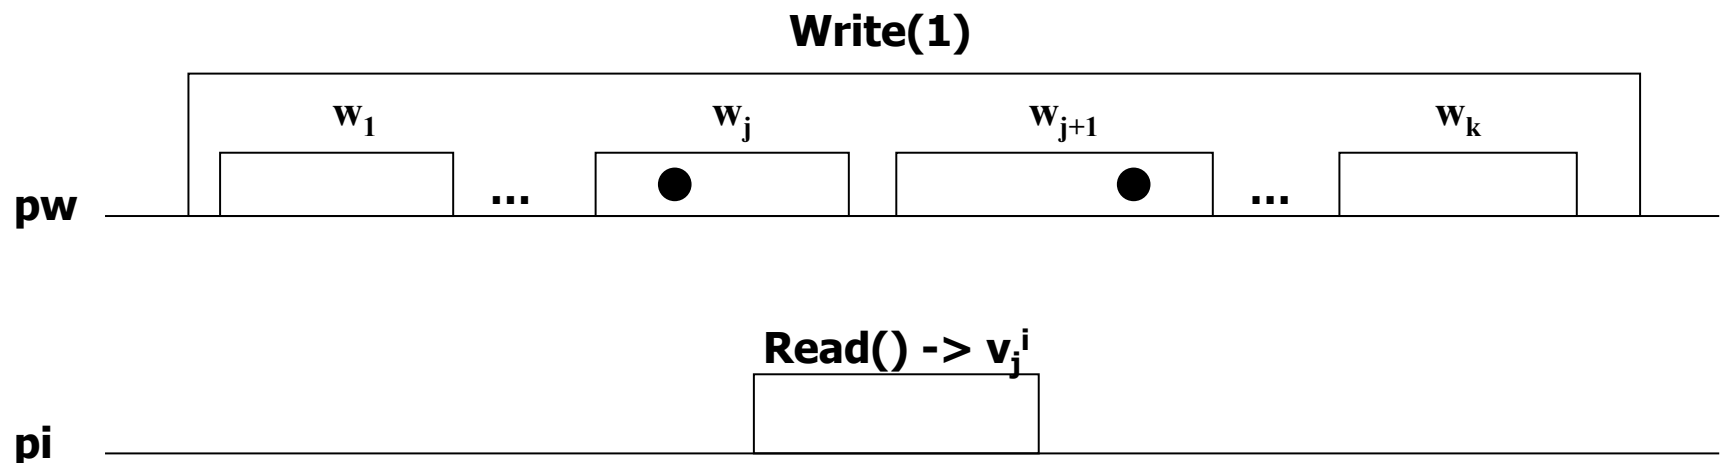 Write(1)
w₁ wⱼ wⱼ₊₁ wₖ
pw ... ...
Read() -> vⱼⁱ
pi